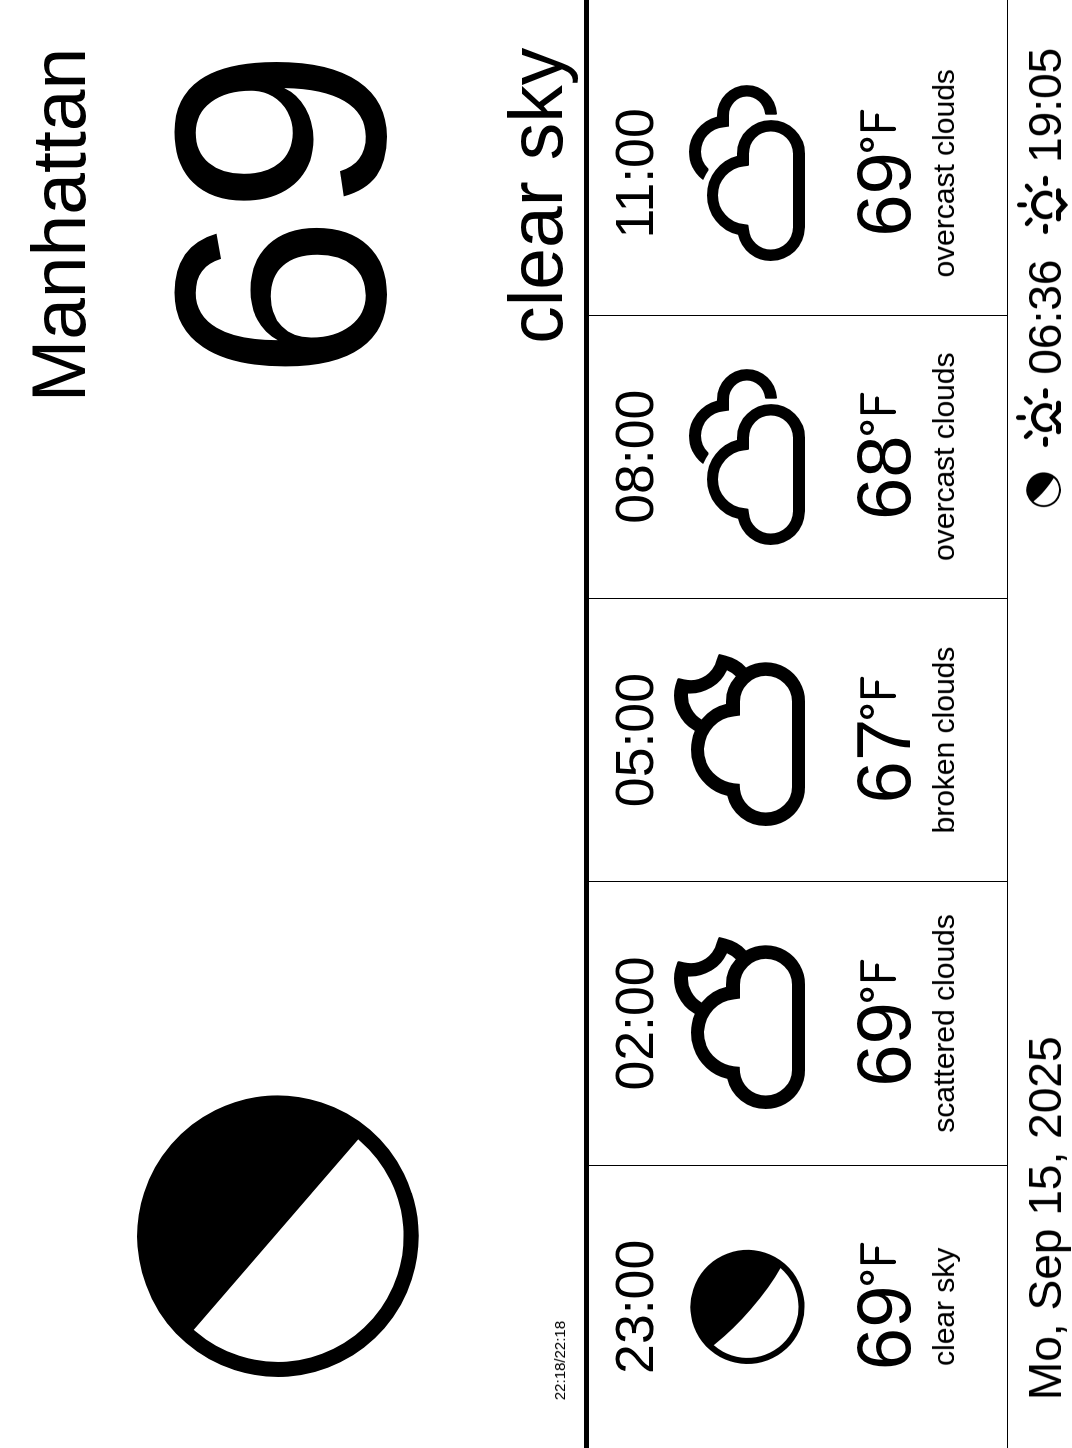 Manhattan
69
clear sky
22:18/22:18
23:00 02:00 05:00 08:00 11:00
69°F 69°F 67°F 68°F 69°F
clear sky scattered clouds broken clouds overcast clouds overcast clouds
Mo, Sep 15, 2025 06:36 19:05